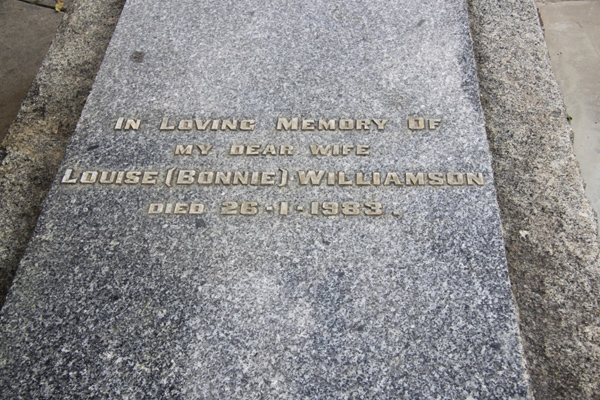 In Loving Memory Of
my dear wife
Louise (Bonnie) Williamson
Died 26·1·1983.